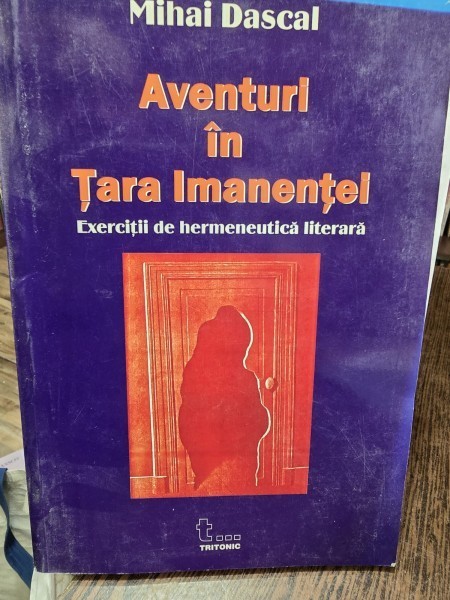 Mihai Dascal
Aventuri
în
Țara Imanenței
Exerciții de hermeneutică literară
t...
TRITONIC